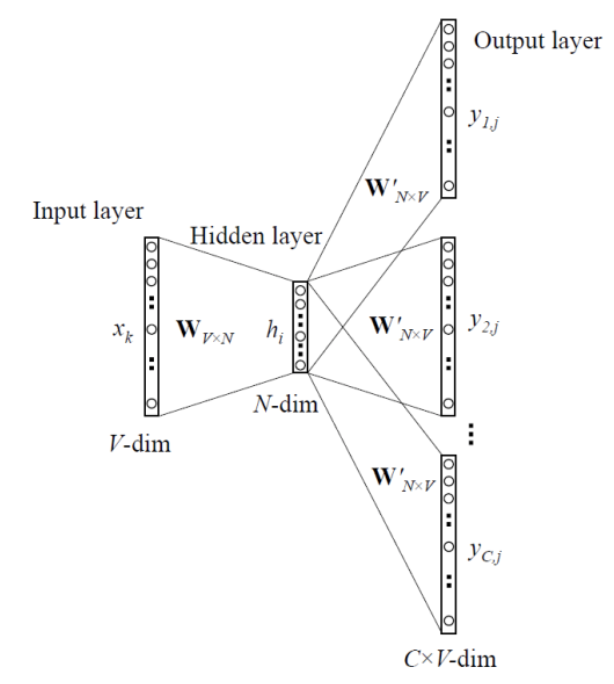 Output layer
y1,j
W'N×V
Input layer
Hidden layer
xk
WV×N
hi
W'N×V
y2,j
N-dim
V-dim
W'N×V
yC,j
C×V-dim